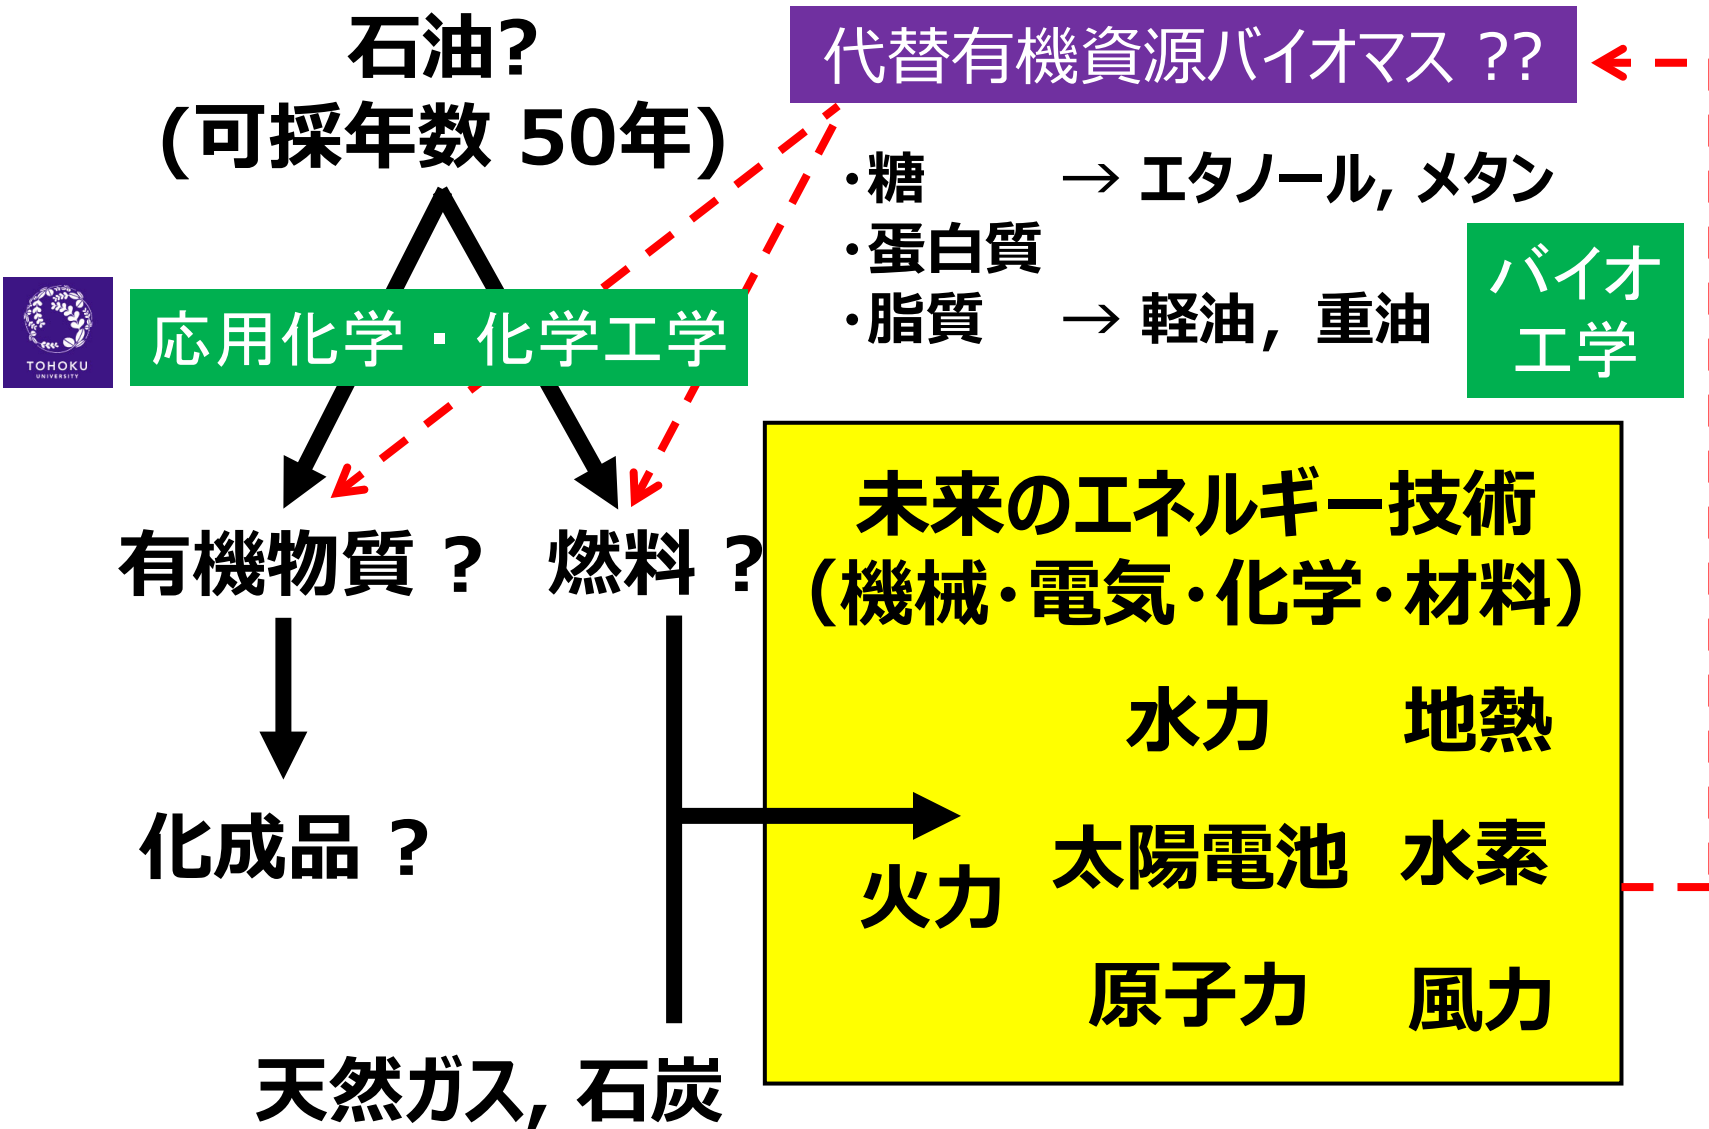 石油?
(可採年数 50年)
代替有機資源バイオマス ??
・糖 → エタノール, メタン
・蛋白質
・脂質 → 軽油, 重油
バイオ
工学
TOHOKU
UNIVERSITY
応用化学・化学工学
有機物質 ?
燃料 ?
化成品 ?
天然ガス, 石炭
未来のエネルギー技術
(機械・電気・化学・材料)
水力 地熱
太陽電池 水素
火力
原子力 風力